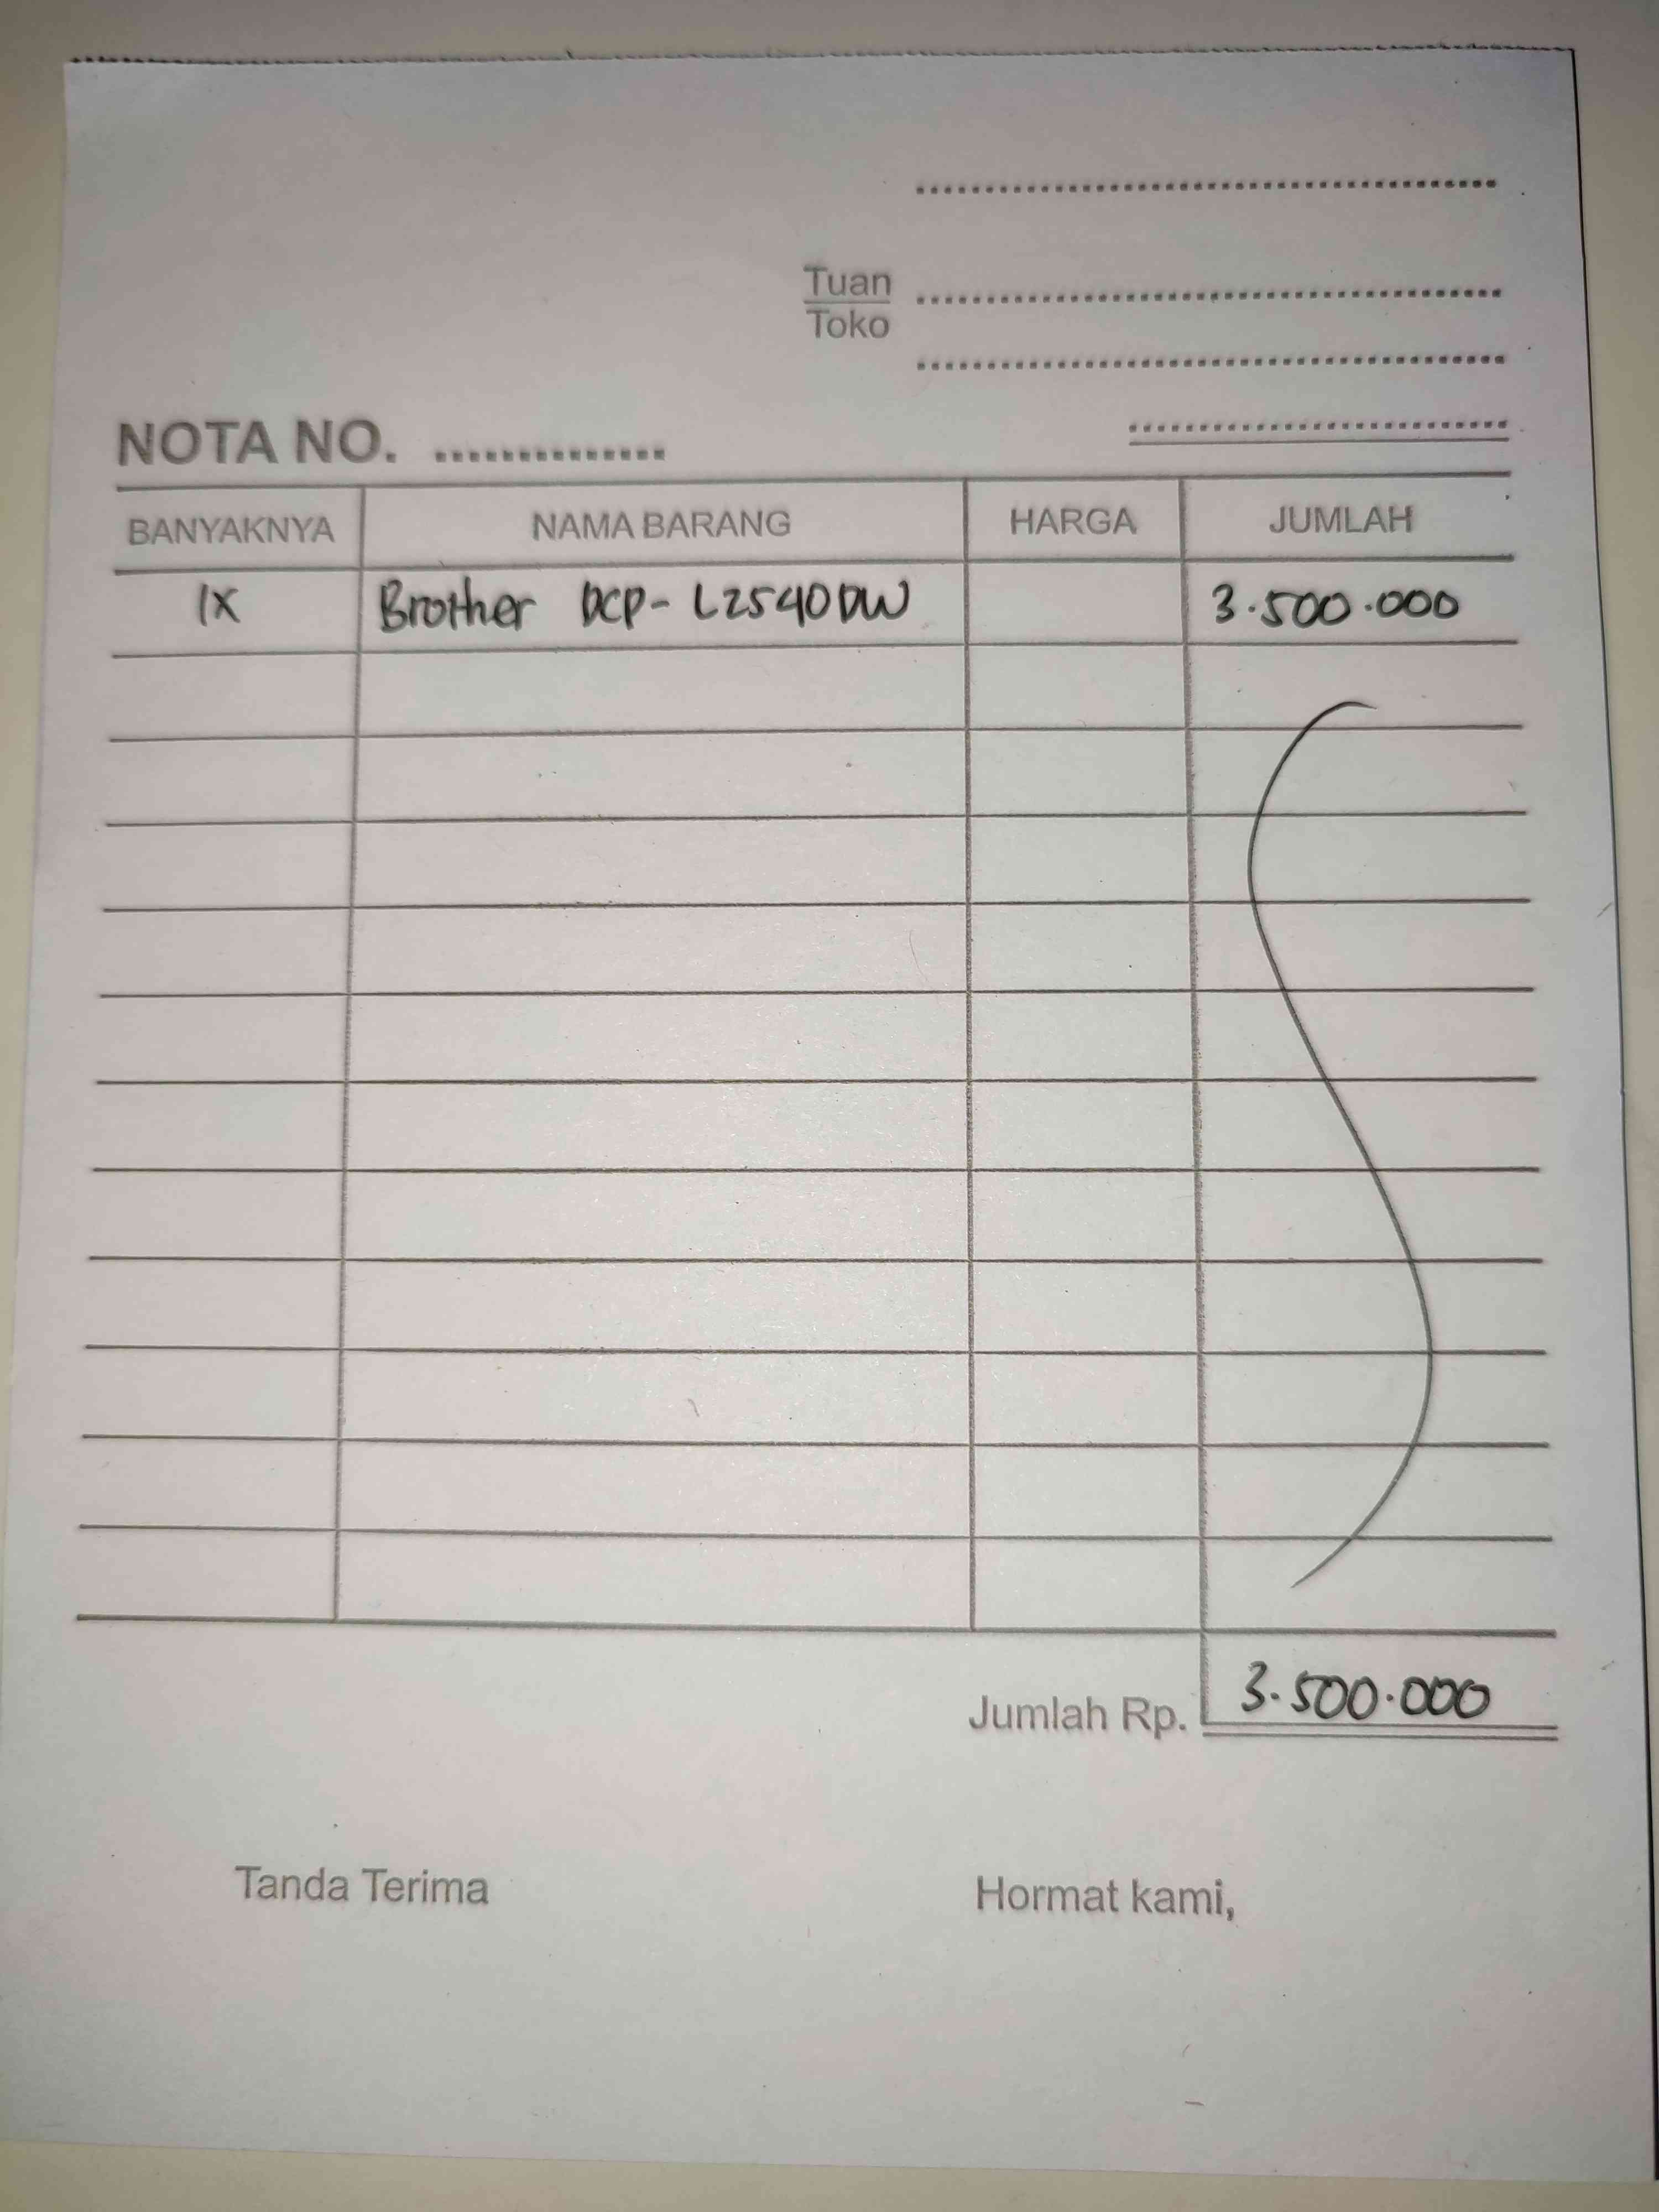 Tuan
Toko
NOTA NO. ..............
BANYAKNYA NAMA BARANG HARGA JUMLAH
1X Brother DCP-L2540DW 3.500.000
Jumlah Rp. 3.500.000
Tanda Terima Hormat kami,